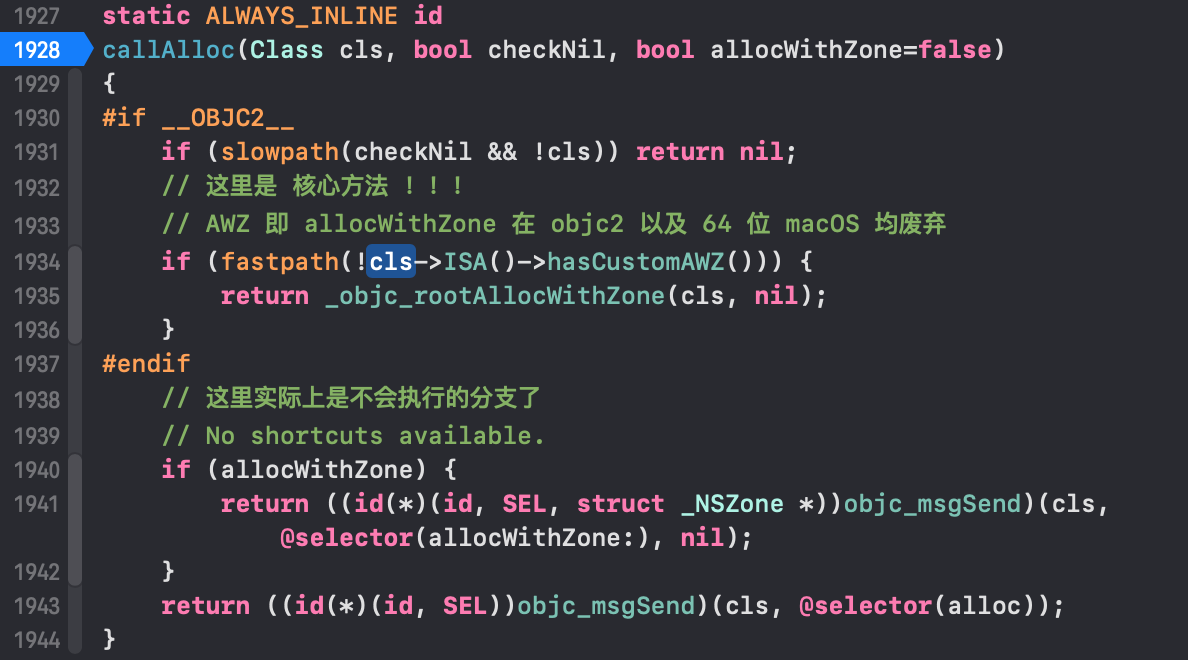 1927 static ALWAYS_INLINE id
1928 callAlloc(Class cls, bool checkNil, bool allocWithZone=false)
1929 {
1930 #if __OBJC2__
1931     if (slowpath(checkNil && !cls)) return nil;
1932     // 这里是 核心方法 ！！！
1933     // AWZ 即 allocWithZone 在 objc2 以及 64 位 macOS 均废弃
1934     if (fastpath(!cls->ISA()->hasCustomAWZ())) {
1935         return _objc_rootAllocWithZone(cls, nil);
1936     }
1937 #endif
1938     // 这里实际上是不会执行的分支了
1939     // No shortcuts available.
1940     if (allocWithZone) {
1941         return ((id(*)(id, SEL, struct _NSZone *))objc_msgSend)(cls,
            @selector(allocWithZone:), nil);
1942     }
1943     return ((id(*)(id, SEL))objc_msgSend)(cls, @selector(alloc));
1944 }